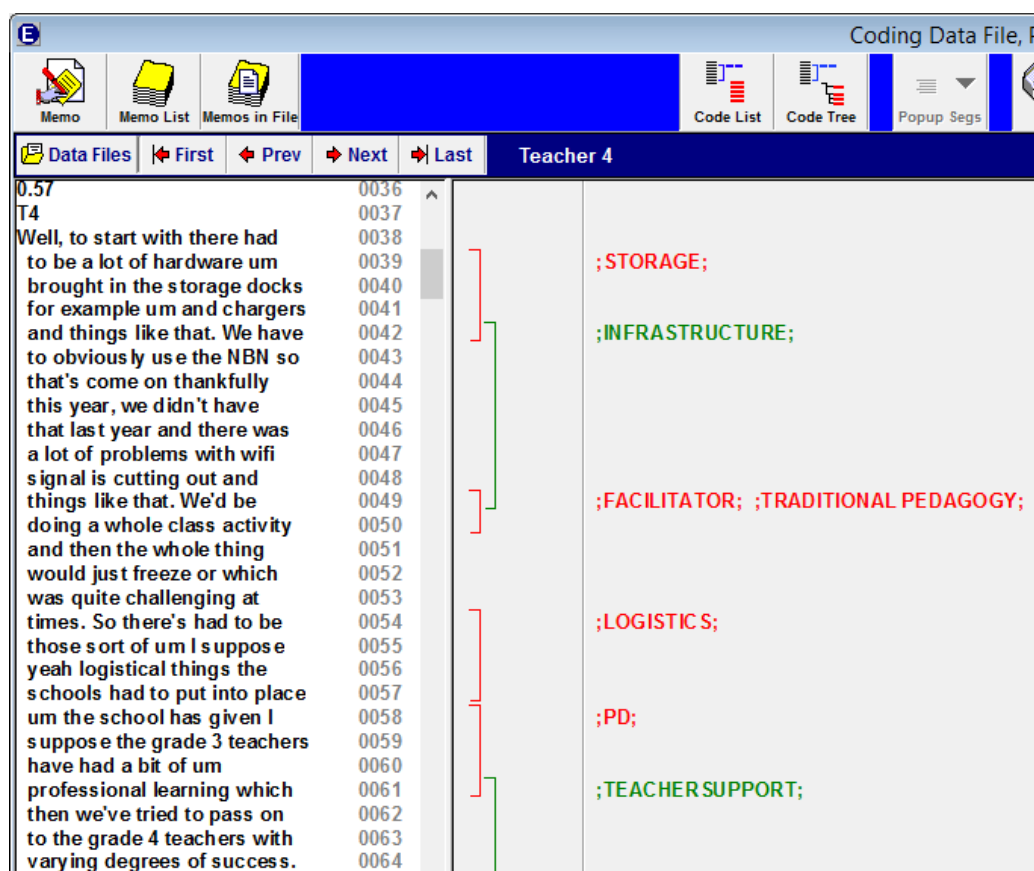 E
Coding Data File, P
Memo
Memo List
Memos in File
Code List
Code Tree
Popup Segs
Data Files
First
Prev
Next
Last
Teacher 4
0.57 0036
T4 0037
Well, to start with there had 0038
to be a lot of hardware um 0039 ;STORAGE;
brought in the storage docks 0040
for example um and chargers 0041
and things like that. We have 0042 ;INFRASTRUCTURE;
to obviously use the NBN so 0043
that's come on thankfully 0044
this year, we didn't have 0045
that last year and there was 0046
a lot of problems with wifi 0047
signal is cutting out and 0048
things like that. We'd be 0049 ;FACILITATOR; ;TRADITIONAL PEDAGOGY;
doing a whole class activity 0050
and then the whole thing 0051
would just freeze or which 0052
was quite challenging at 0053
times. So there's had to be 0054 ;LOGISTICS;
those sort of um I suppose 0055
yeah logistical things the 0056
schools had to put into place 0057
um the school has given I 0058 ;PD;
suppose the grade 3 teachers 0059
have had a bit of um 0060
professional learning which 0061 ;TEACHER SUPPORT;
then we've tried to pass on 0062
to the grade 4 teachers with 0063
varying degrees of success. 0064